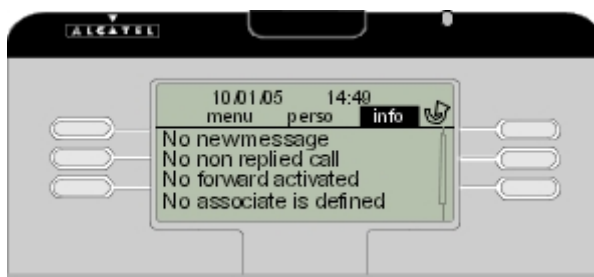 ALCATEL
10/01/05 14:49
menu perso info
No newmessage
No non replied call
No forward activated
No associate is defined